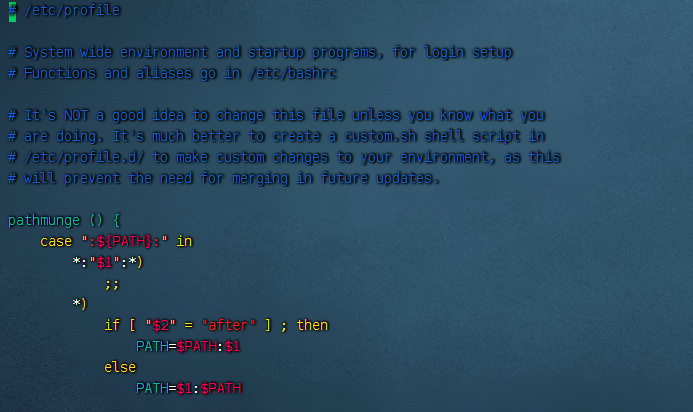 # /etc/profile
# System wide environment and startup programs, for login setup
# Functions and aliases go in /etc/bashrc
# It's NOT a good idea to change this file unless you know what you
# are doing. It's much better to create a custom.sh shell script in
# /etc/profile.d/ to make custom changes to your environment, as this
# will prevent the need for merging in future updates.
pathmunge () {
    case ":${PATH}:" in
        *:"$1":*)
            ;;
        *)
            if [ "$2" = "after" ] ; then
                PATH=$PATH:$1
            else
                PATH=$1:$PATH